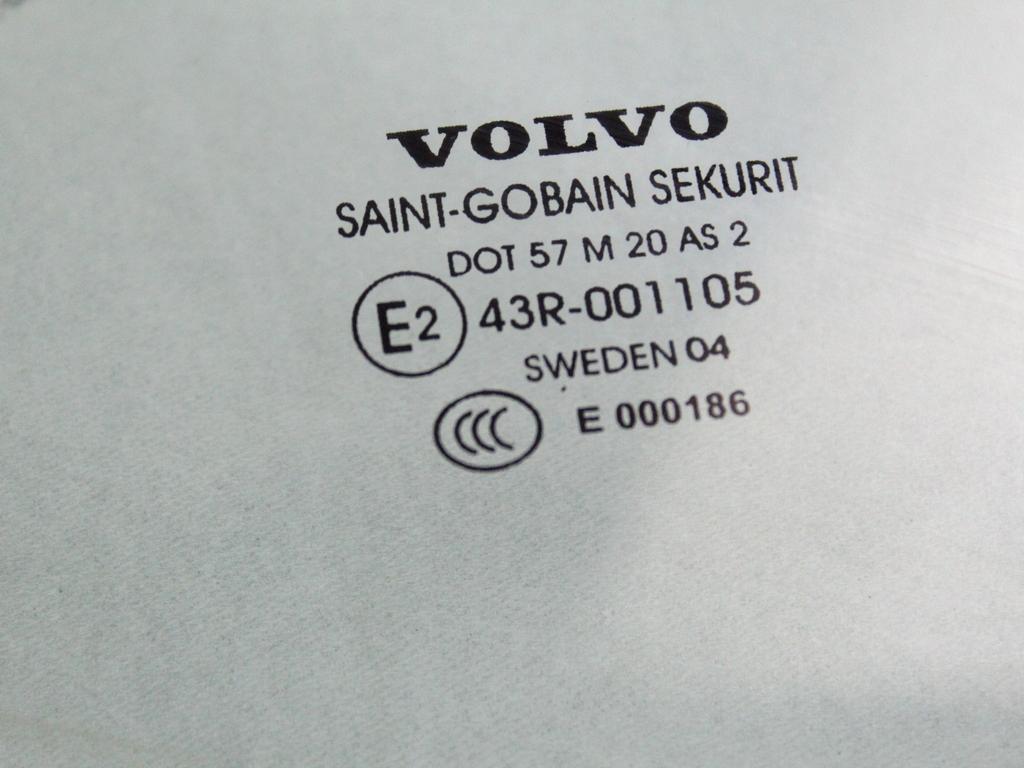 VOLVO
SAINT-GOBAIN SEKURIT
DOT 57 M 20 AS 2
E2 43R-001105
SWEDEN 04
CCC E 000186